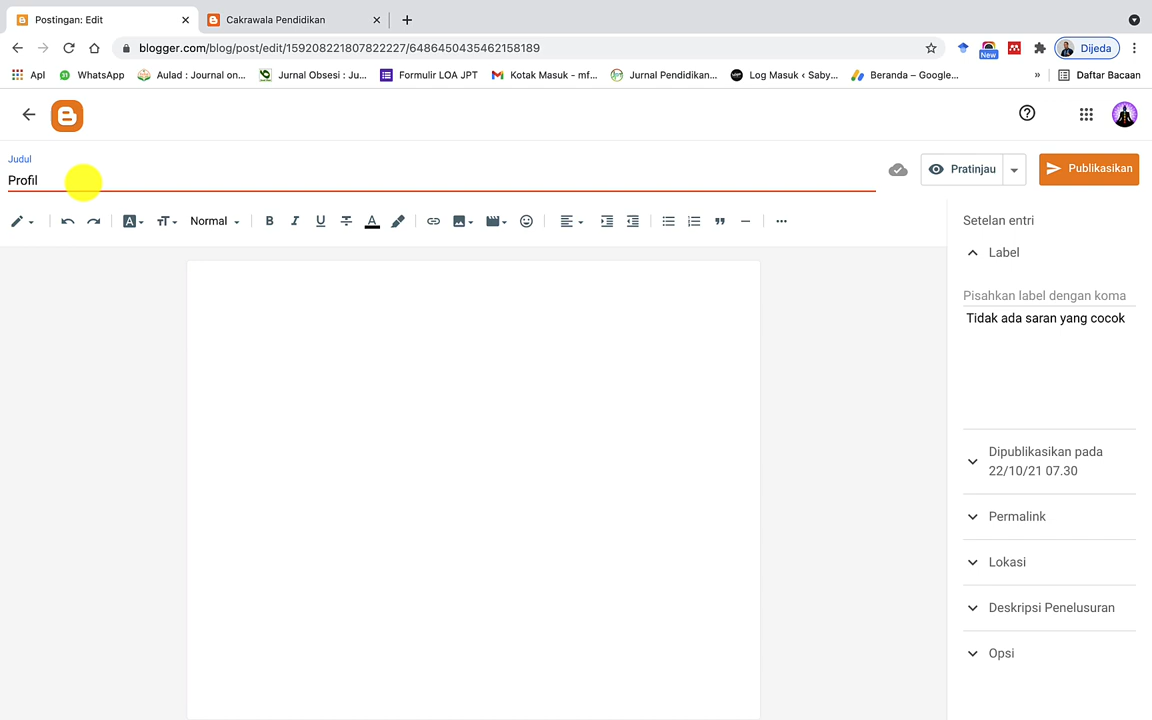 Postingan: Edit
Cakrawala Pendidikan
blogger.com/blog/post/edit/159208221807822227/6486450435462158189
New
Dijeda
Apl
WhatsApp
Aulad : Journal on...
Jurnal Obsesi : Ju...
Formulir LOA JPT
Kotak Masuk - mf...
Jurnal Pendidikan...
Log Masuk ‹ Saby...
Beranda – Google...
»
Daftar Bacaan
Judul
Profil
Pratinjau
Publikasikan
Normal
Setelan entri
Label
Pisahkan label dengan koma
Tidak ada saran yang cocok
Dipublikasikan pada
22/10/21 07.30
Permalink
Lokasi
Deskripsi Penelusuran
Opsi